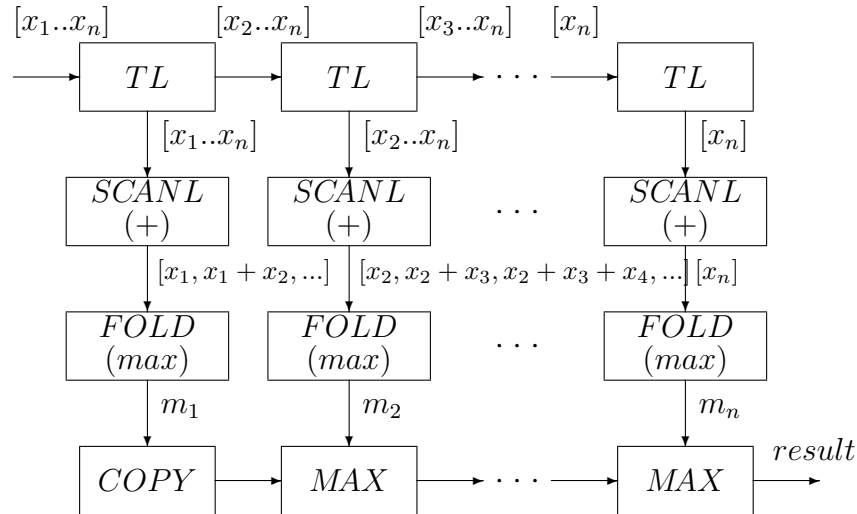 [x₁..xₙ] [x₂..xₙ] [x₃..xₙ] [xₙ]
TL TL · · · TL
[x₁..xₙ] [x₂..xₙ] [xₙ]
SCANL SCANL SCANL
(+) (+) · · · (+)
[x₁, x₁ + x₂, ...] [x₂, x₂ + x₃, x₂ + x₃ + x₄, ...] [xₙ]
FOLD FOLD FOLD
(max) (max) · · · (max)
m₁ m₂ mₙ
result
COPY MAX · · · MAX